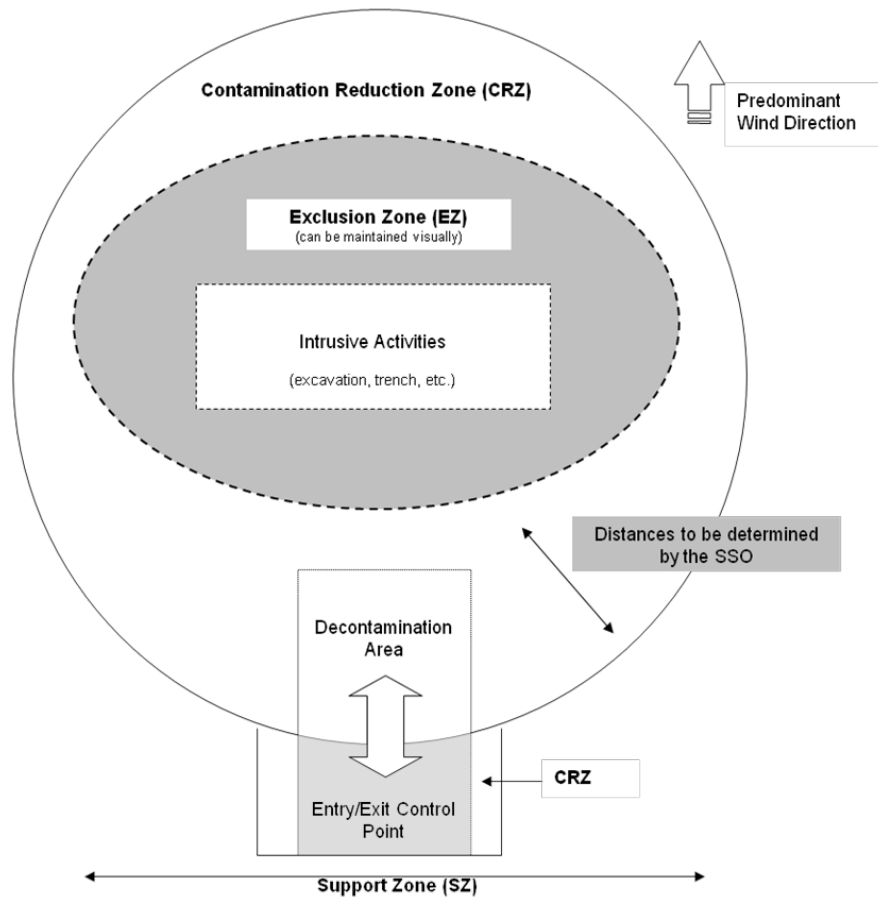 Contamination Reduction Zone (CRZ)
Predominant
Wind Direction
Exclusion Zone (EZ)
(can be maintained visually)
Intrusive Activities
(excavation, trench, etc.)
Distances to be determined
by the SSO
Decontamination
Area
CRZ
Entry/Exit Control
Point
Support Zone (SZ)